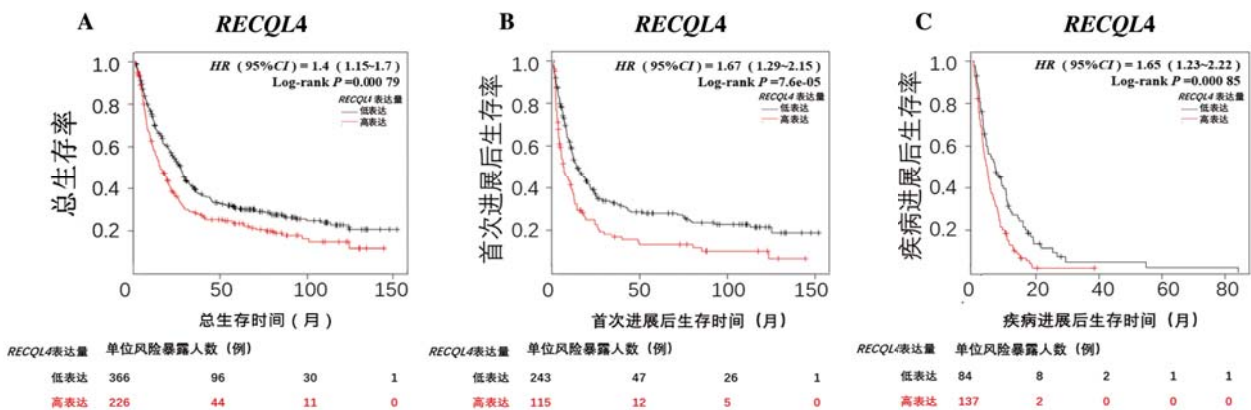 A
RECQL4
HR（95%CI）= 1.4（1.15~1.7）
Log-rank P =0.000 79
RECQL4 表达量
低表达
高表达
总生存率
1.0
0.8
0.6
0.4
0.2
0 50 100 150
总生存时间（月）
RECQL4表达量 单位风险暴露人数（例）
低表达 366 96 30 1
高表达 226 44 11 0
B
RECQL4
HR（95%CI）= 1.67（1.29~2.15）
Log-rank P =7.6e-05
RECQL4 表达量
低表达
高表达
首次进展后生存率
1.0
0.8
0.6
0.4
0.2
0 50 100 150
首次进展后生存时间（月）
RECQL4表达量 单位风险暴露人数（例）
低表达 243 47 26 1
高表达 115 12 5 0
C
RECQL4
HR（95%CI）= 1.65（1.23~2.22）
Log-rank P =0.000 85
RECQL4 表达量
低表达
高表达
疾病进展后生存率
1.0
0.8
0.6
0.4
0.2
0 20 40 60 80
疾病进展后生存时间（月）
RECQL4表达量 单位风险暴露人数（例）
低表达 84 8 2 1 1
高表达 137 2 0 0 0